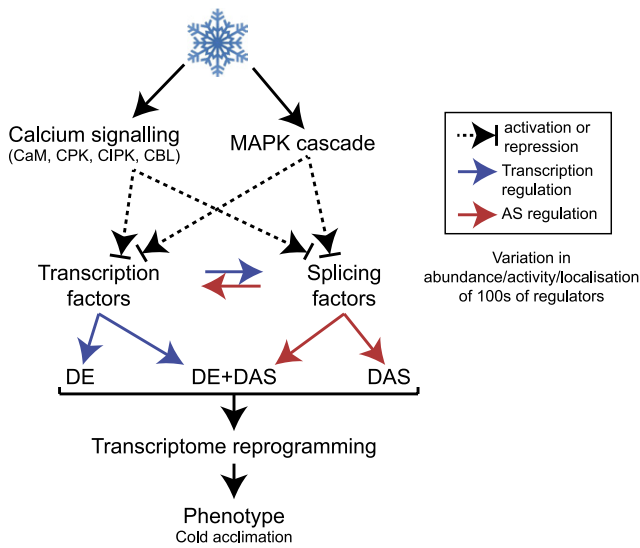 Calcium signalling
(CaM, CPK, CIPK, CBL)
MAPK cascade
activation or
repression
Transcription
regulation
AS regulation
Variation in
abundance/activity/localisation
of 100s of regulators
Transcription
factors
Splicing
factors
DE
DE+DAS
DAS
Transcriptome reprogramming
Phenotype
Cold acclimation